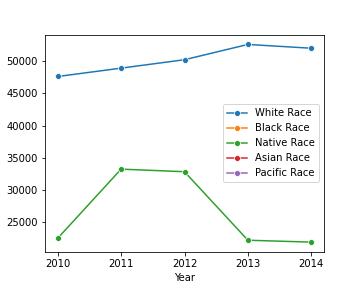 50000
45000
40000
35000
30000
25000
2010 2011 2012 2013 2014
Year
White Race
Black Race
Native Race
Asian Race
Pacific Race